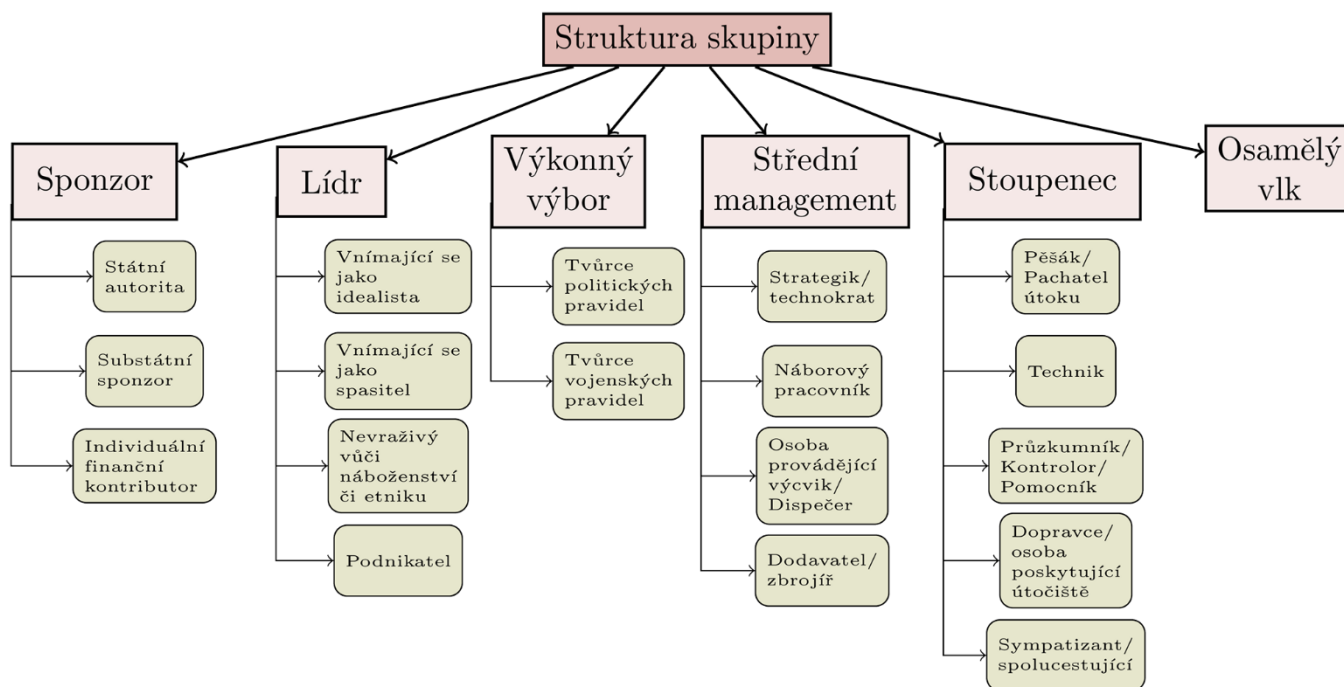 Struktura skupiny
Sponzor
Státní
autorita
Substátní
sponzor
Individuální
finanční
kontributor
Lídr
Vnímající se
jako
idealista
Vnímající se
jako
spasitel
Nevraživý
vůči
náboženství
či etniku
Podnikatel
Výkonný
výbor
Tvůrce
politických
pravidel
Tvůrce
vojenských
pravidel
Střední
management
Strategik/
technokrat
Náborový
pracovník
Osoba
provádějící
výcvik/
Dispečer
Dodavatel/
zbrojíř
Stoupenec
Pěšák/
Pachatel
útoku
Technik
Průzkumník/
Kontrolor/
Pomocník
Dopravce/
osoba
poskytující
útočiště
Sympatizant/
spolucestující
Osamělý
vlk